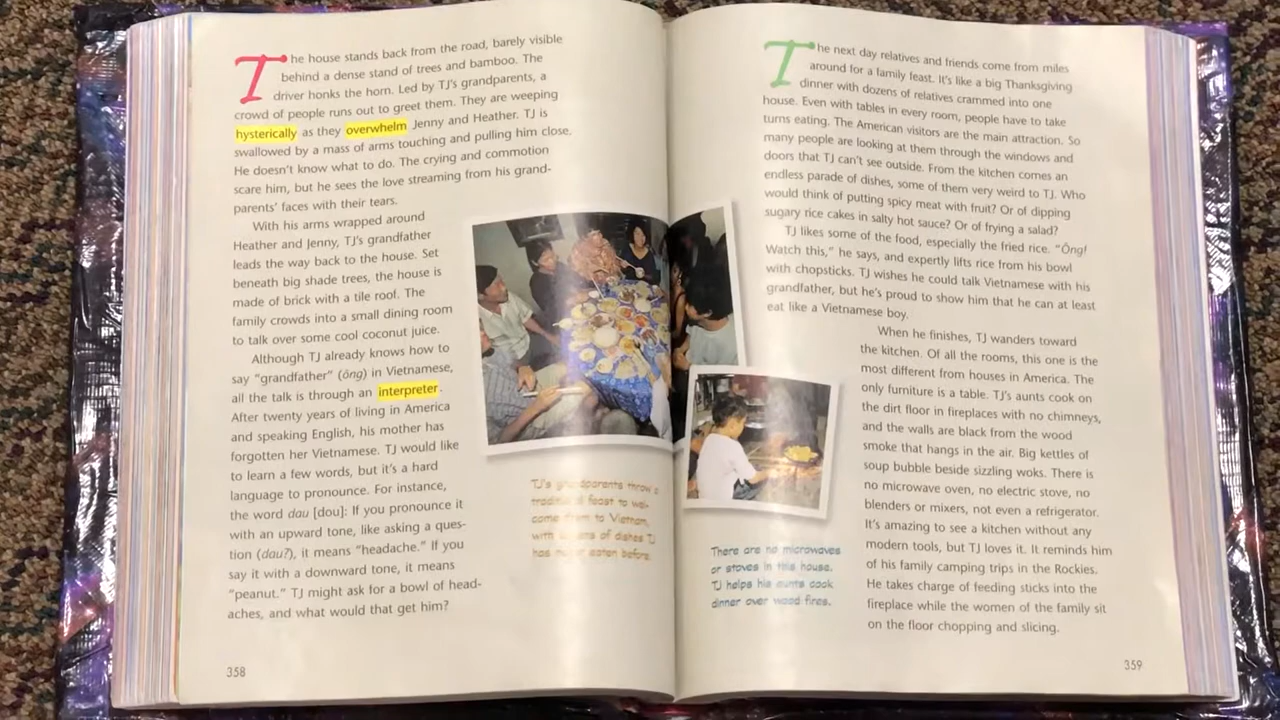 The house stands back from the road, barely visible
behind a dense stand of trees and bamboo. The
driver honks the horn. Led by TJ's grandparents, a
crowd of people runs out to greet them. They are weeping
hysterically as they overwhelm Jenny and Heather. TJ is
swallowed by a mass of arms touching and pulling him close.
He doesn't know what to do. The crying and commotion
scare him, but he sees the love streaming from his grand-
parents' faces with their tears.
With his arms wrapped around
Heather and Jenny, TJ's grandfather
leads the way back to the house. Set
beneath big shade trees, the house is
made of brick with a tile roof. The
family crowds into a small dining room
to talk over some cool coconut juice.
Although TJ already knows how to
say "grandfather" (ông) in Vietnamese,
all the talk is through an interpreter.
After twenty years of living in America
and speaking English, his mother has
forgotten her Vietnamese. TJ would like
to learn a few words, but it's a hard
language to pronounce. For instance,
the word dau [dou]: If you pronounce it
with an upward tone, like asking a ques-
tion (dau?), it means "headache." If you
say it with a downward tone, it means
"peanut." TJ might ask for a bowl of head-
aches, and what would that get him?
TJ's grandparents throw a
traditional feast to wel-
come them to Vietnam,
with dozens of dishes TJ
has never eaten before.
358
The next day relatives and friends come from miles
around for a family feast. It's like a big Thanksgiving
dinner with dozens of relatives crammed into one
house. Even with tables in every room, people have to take
turns eating. The American visitors are the main attraction. So
many people are looking at them through the windows and
doors that TJ can't see outside. From the kitchen comes an
endless parade of dishes, some of them very weird to TJ. Who
would think of putting spicy meat with fruit? Or of dipping
sugary rice cakes in salty hot sauce? Or of frying a salad?
TJ likes some of the food, especially the fried rice. "Ông!
Watch this," he says, and expertly lifts rice from his bowl
with chopsticks. TJ wishes he could talk Vietnamese with his
grandfather, but he's proud to show him that he can at least
eat like a Vietnamese boy.
When he finishes, TJ wanders toward
the kitchen. Of all the rooms, this one is the
most different from houses in America. The
only furniture is a table. TJ's aunts cook on
the dirt floor in fireplaces with no chimneys,
and the walls are black from the wood
smoke that hangs in the air. Big kettles of
soup bubble beside sizzling woks. There is
no microwave oven, no electric stove, no
blenders or mixers, not even a refrigerator.
It's amazing to see a kitchen without any
modern tools, but TJ loves it. It reminds him
of his family camping trips in the Rockies.
He takes charge of feeding sticks into the
fireplace while the women of the family sit
on the floor chopping and slicing.
There are no microwaves
or stoves in this house.
TJ helps his aunts cook
dinner over wood fires.
359